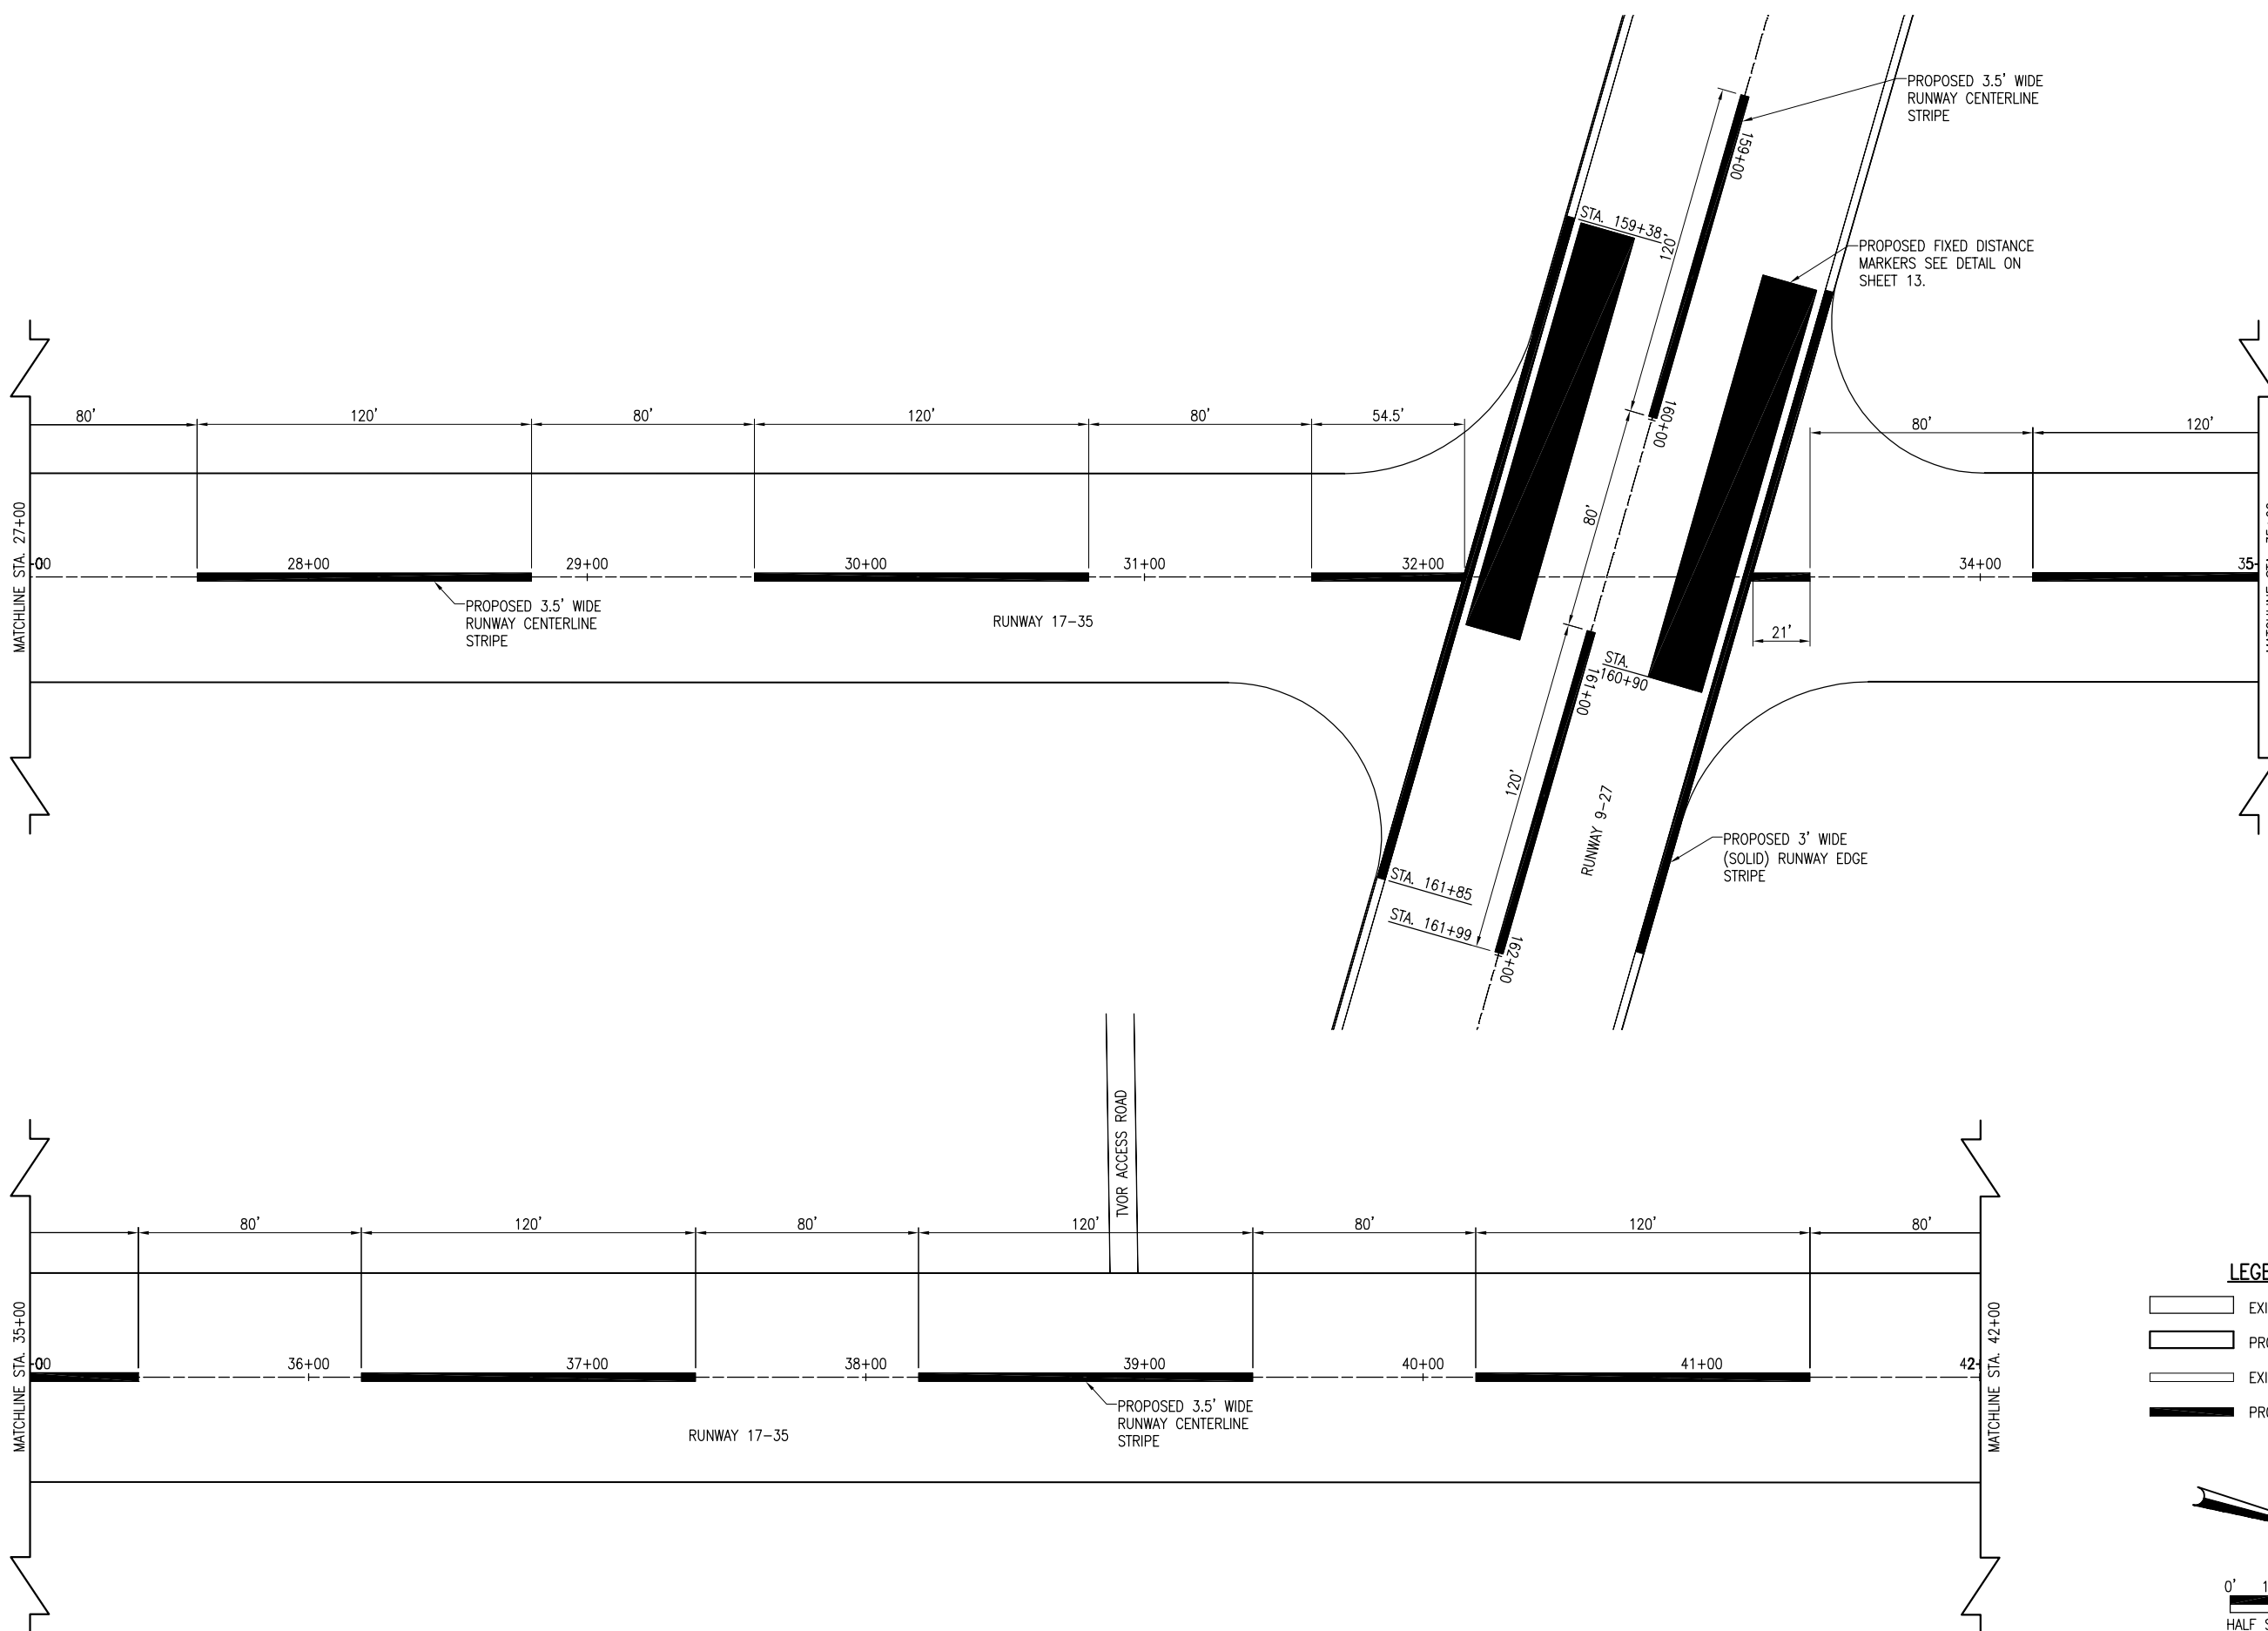 PROPOSED 3.5' WIDE
RUNWAY CENTERLINE
STRIPE
159+00
STA. 159+38
120'
PROPOSED FIXED DISTANCE
MARKERS SEE DETAIL ON
SHEET 13.
160+00
80'
120'
80'
120'
80'
54.5'
80'
120'
MATCHLINE STA. 27+00
28+00
29+00
30+00
31+00
32+00
34+00
80'
PROPOSED 3.5' WIDE
RUNWAY CENTERLINE
STRIPE
RUNWAY 17-35
21'
STA.
160+90
161+00
120'
RUNWAY 9-27
PROPOSED 3' WIDE
(SOLID) RUNWAY EDGE
STRIPE
STA. 161+85
STA. 161+99
162+00
TVOR ACCESS ROAD
80'
120'
80'
120'
80'
120'
80'
MATCHLINE STA. 35+00
36+00
37+00
38+00
39+00
40+00
41+00
MATCHLINE STA. 42+00
PROPOSED 3.5' WIDE
RUNWAY CENTERLINE
STRIPE
RUNWAY 17-35
0'
HALF